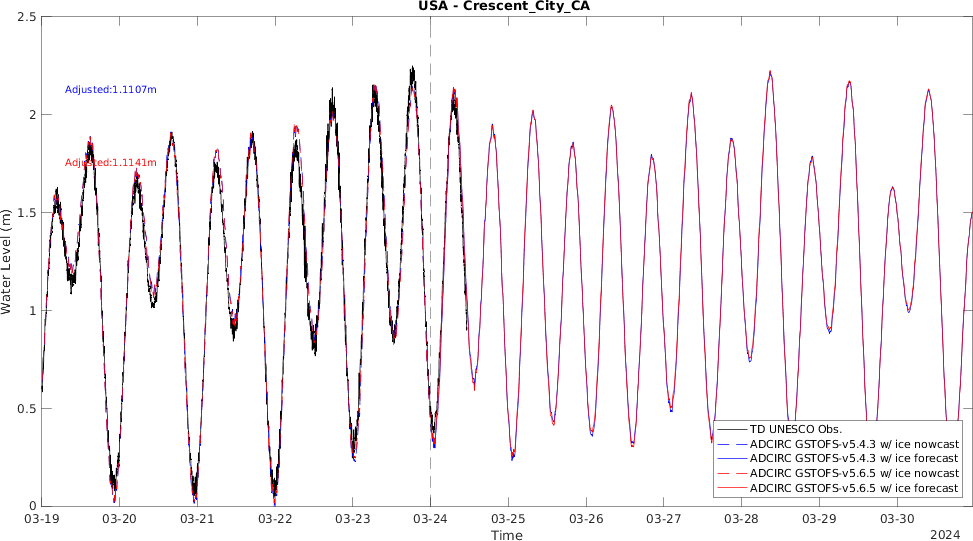 USA - Crescent_City_CA
2.5
2
1.5
1
0.5
0
Water Level (m)
Adjusted:1.1107m
Adjusted:1.1141m
TD UNESCO Obs.
ADCIRC GSTOFS-v5.4.3 w/ ice nowcast
ADCIRC GSTOFS-v5.4.3 w/ ice forecast
ADCIRC GSTOFS-v5.6.5 w/ ice nowcast
ADCIRC GSTOFS-v5.6.5 w/ ice forecast
03-19 03-20 03-21 03-22 03-23 03-24 03-25 03-26 03-27 03-28 03-29 03-30
Time
2024